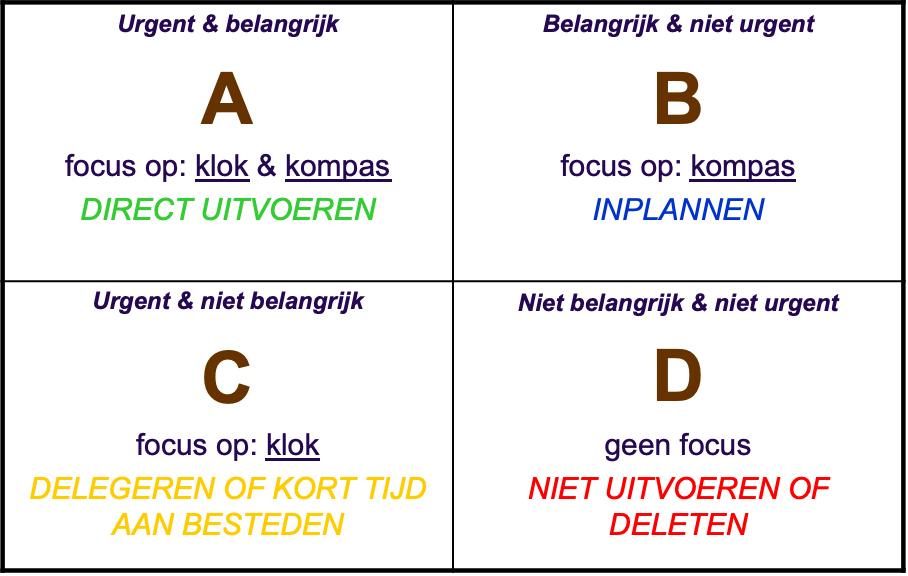 Urgent & belangrijk
A
focus op: klok & kompas
DIRECT UITVOEREN
Belangrijk & niet urgent
B
focus op: kompas
INPLANNEN
Urgent & niet belangrijk
C
focus op: klok
DELEGEREN OF KORT TIJD
AAN BESTEDEN
Niet belangrijk & niet urgent
D
geen focus
NIET UITVOEREN OF
DELETEN